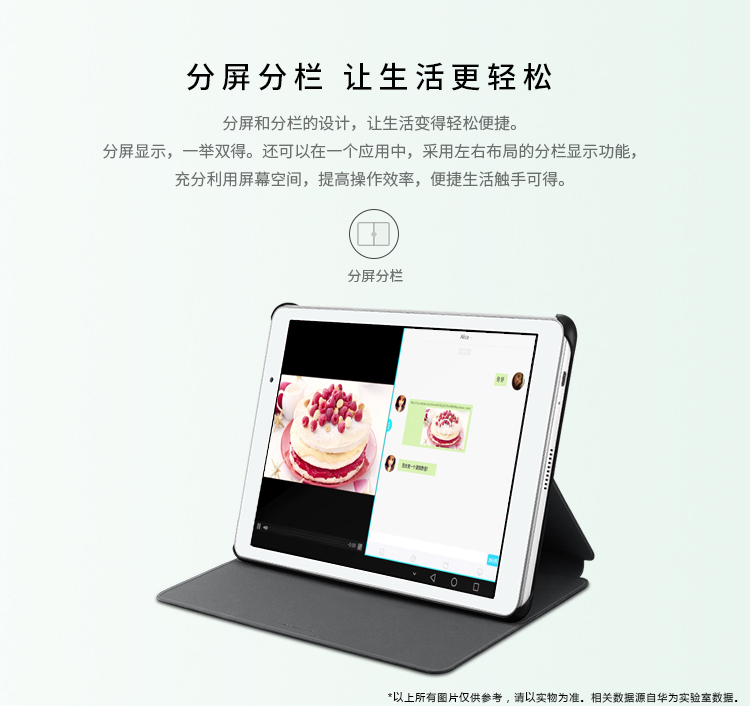 分屏分栏 让生活更轻松
分屏和分栏的设计，让生活变得轻松便捷。
分屏显示，一举双得。还可以在一个应用中，采用左右布局的分栏显示功能，
充分利用屏幕空间，提高操作效率，便捷生活触手可得。
分屏分栏
Alice
*以上所有图片仅供参考，请以实物为准。相关数据源自华为实验室数据。